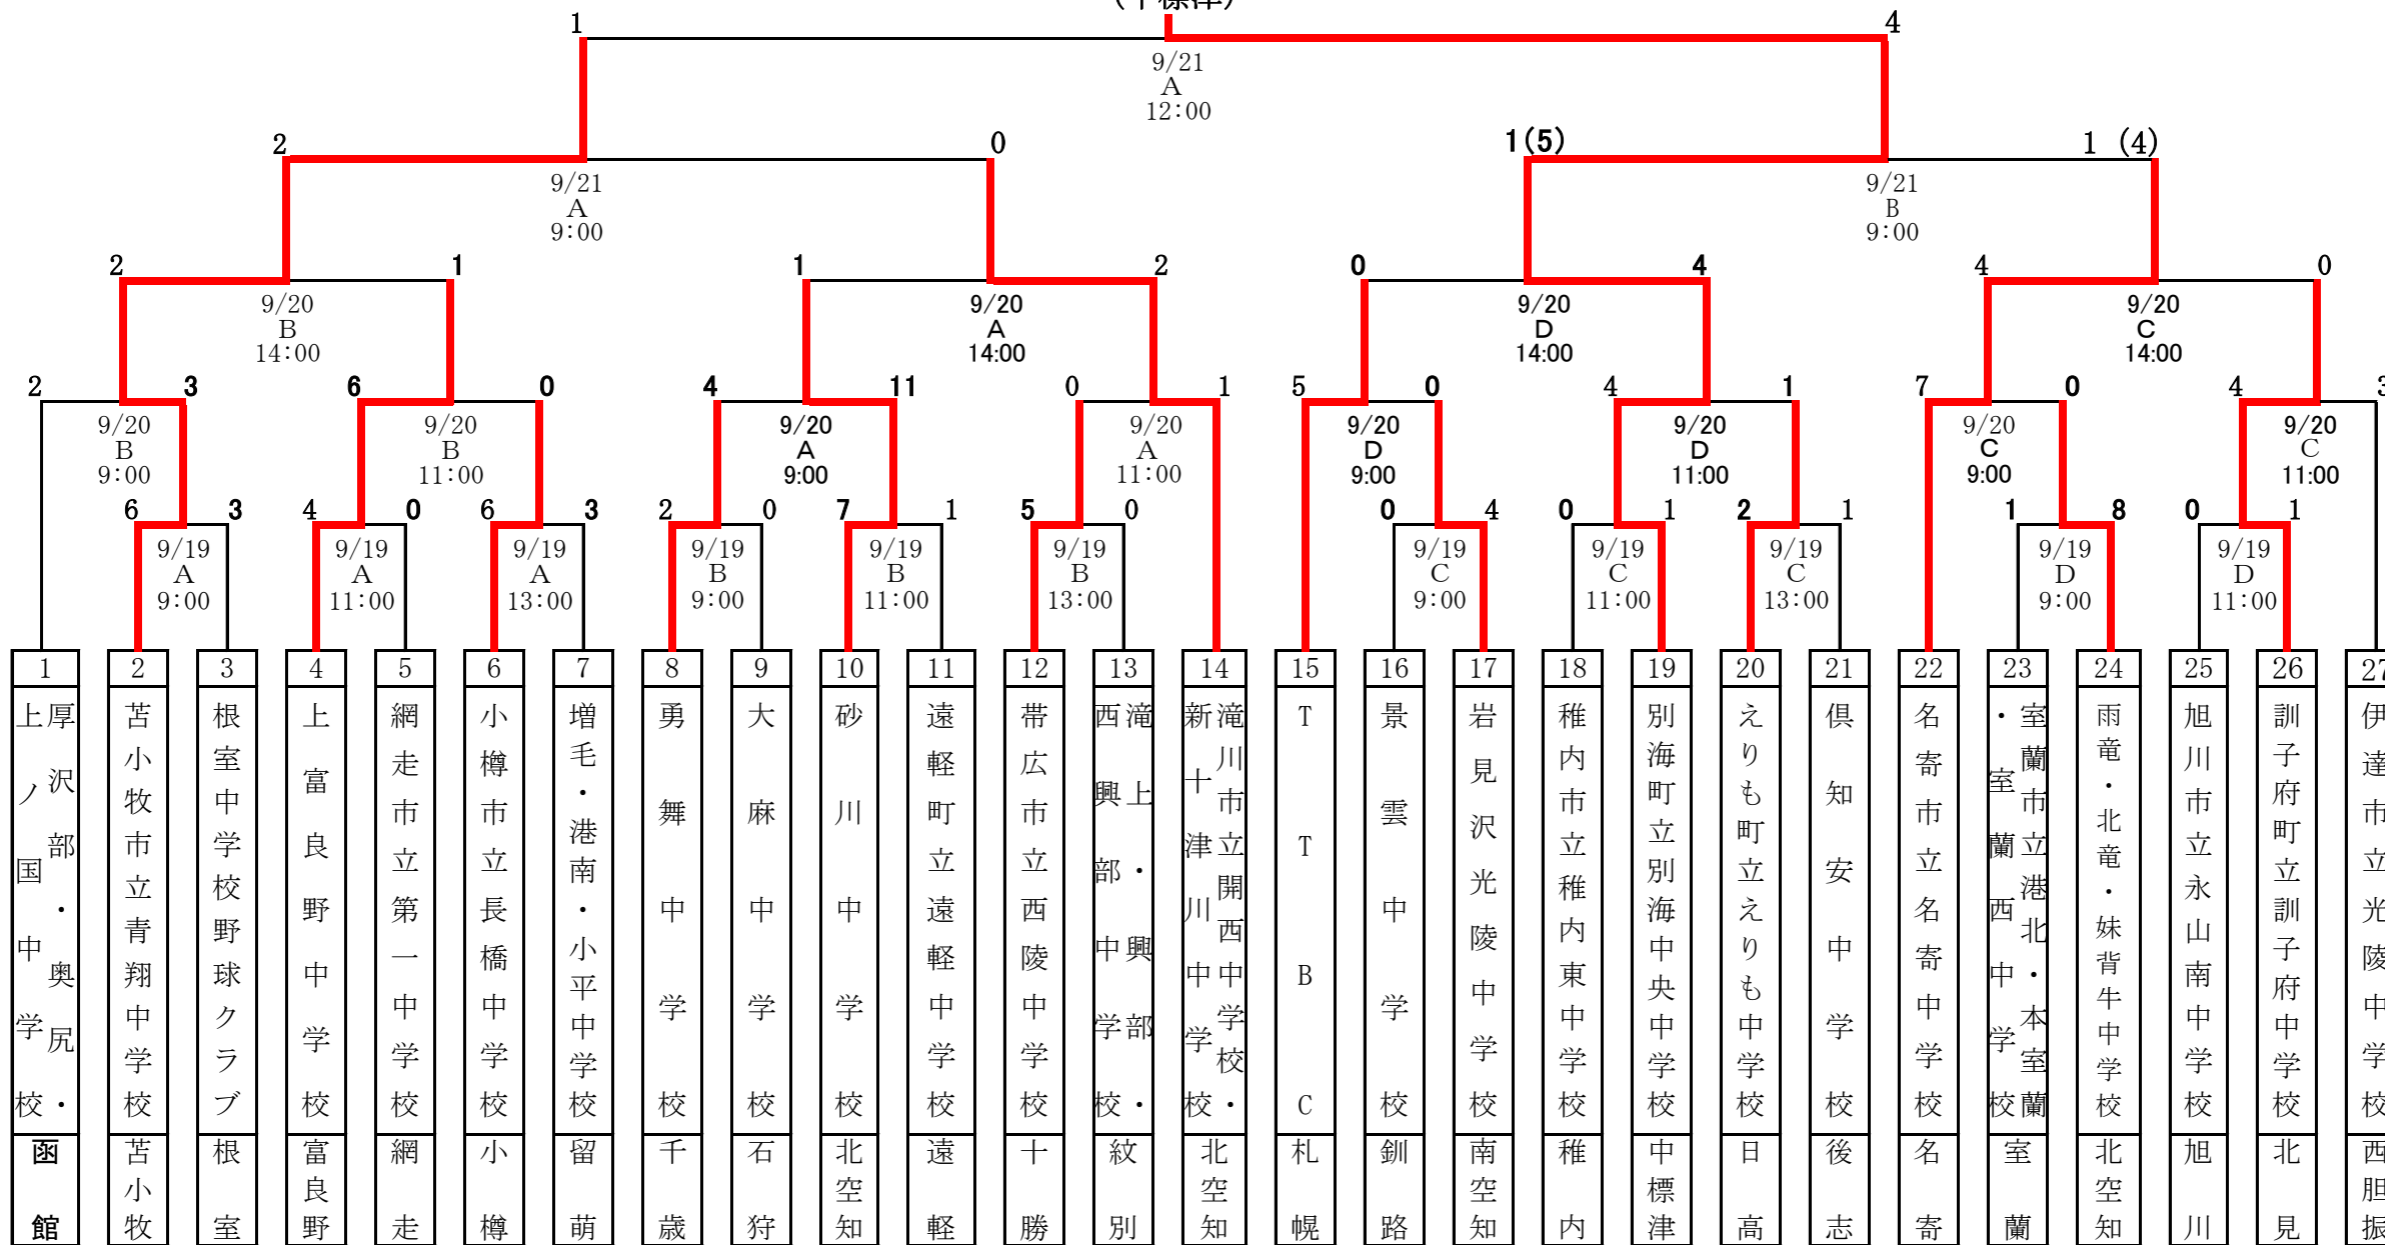 (中標津)
1 4
9/21
A
12:00
2 0 1(5) 1 (4)
9/21 9/21
A B
9:00 9:00
2 1 1 2 0 4 4 0
9/20 9/20 9/20 9/20
B A D C
14:00 14:00 14:00 14:00
2 3 6 0 4 11 0 1 5 0 4 1 7 0 4 3
9/20 9/20 9/20 9/20 9/20 9/20 9/20 9/20
B B A A D D C C
9:00 11:00 9:00 11:00 9:00 11:00 9:00 11:00
6 3 4 0 6 3 2 0 7 1 5 0 0 4 0 1 2 1 1 8 0 1
9/19 9/19 9/19 9/19 9/19 9/19 9/19 9/19 9/19 9/19 9/19
A A A B B B C C C D D
9:00 11:00 13:00 9:00 11:00 13:00 9:00 11:00 13:00 9:00 11:00
1 2 3 4 5 6 7 8 9 10 11 12 13 14 15 16 17 18 19 20 21 22 23 24 25 26 27
厚沢部・奥尻・
上ノ国中学校
苫小牧市立青翔中学校
根室中学校野球クラブ
上富良野中学校
網走市立第一中学校
小樽市立長橋中学校
増毛・港南・小平中学校
勇舞中学校
大麻中学校
砂川中学校
遠軽町立遠軽中学校
帯広市立西陵中学校
滝上・興部・
西興部中学校
滝川市立開西中学校・
新十津川中学校
TTBC
景雲中学校
岩見沢光陵中学校
稚内市立稚内東中学校
別海町立別海中央中学校
えりも町立えりも中学校
倶知安中学校
名寄市立名寄中学校
室蘭市立港北・本室蘭
・室蘭西中学校
雨竜・北竜・妹背牛中学校
旭川市立永山南中学校
訓子府町立訓子府中学校
伊達市立光陵中学校
函館
苫小牧
根室
富良野
網走
小樽
留萌
千歳
石狩
北空知
遠軽
十勝
紋別
北空知
札幌
釧路
南空知
稚内
中標津
日高
後志
名寄
室蘭
北空知
旭川
北見
西胆振